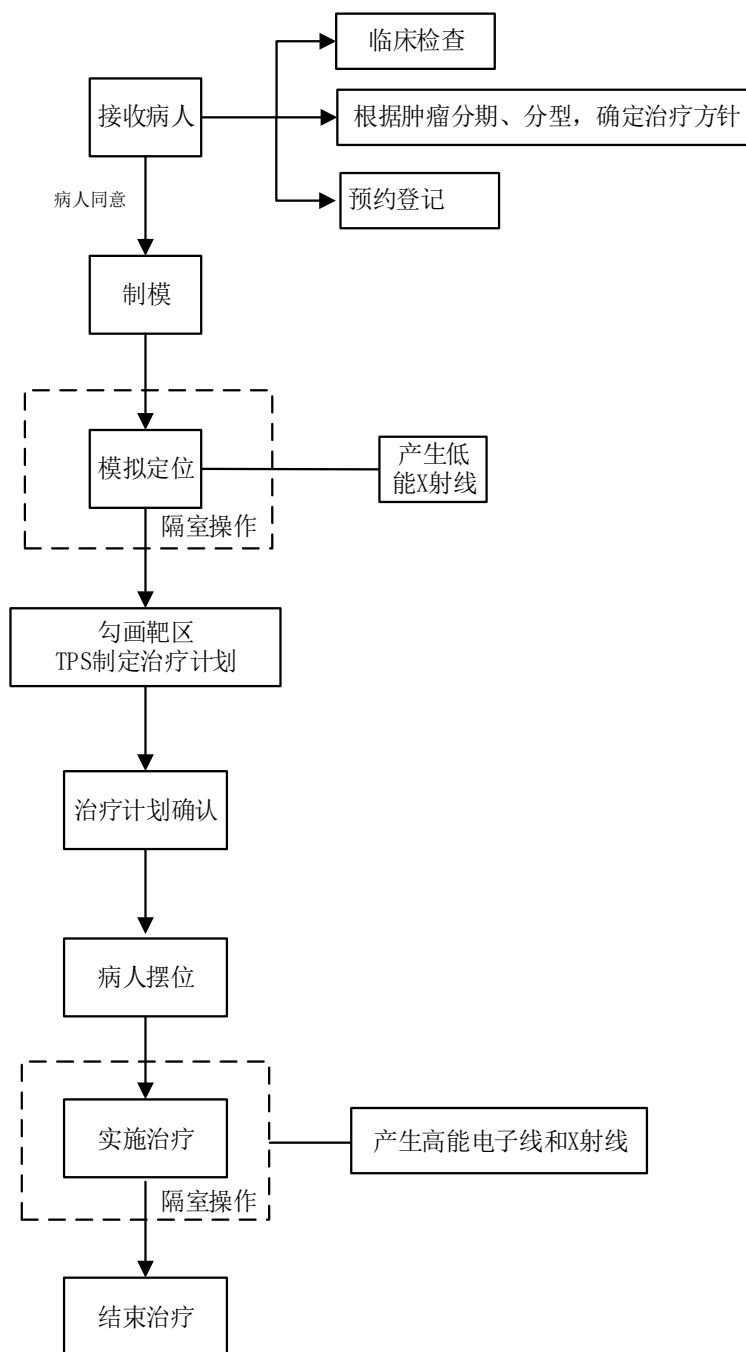 临床检查
接收病人
根据肿瘤分期、分型，确定治疗方针
预约登记
病人同意
制模
模拟定位
产生低
能X射线
隔室操作
勾画靶区
TPS制定治疗计划
治疗计划确认
病人摆位
实施治疗
产生高能电子线和X射线
隔室操作
结束治疗